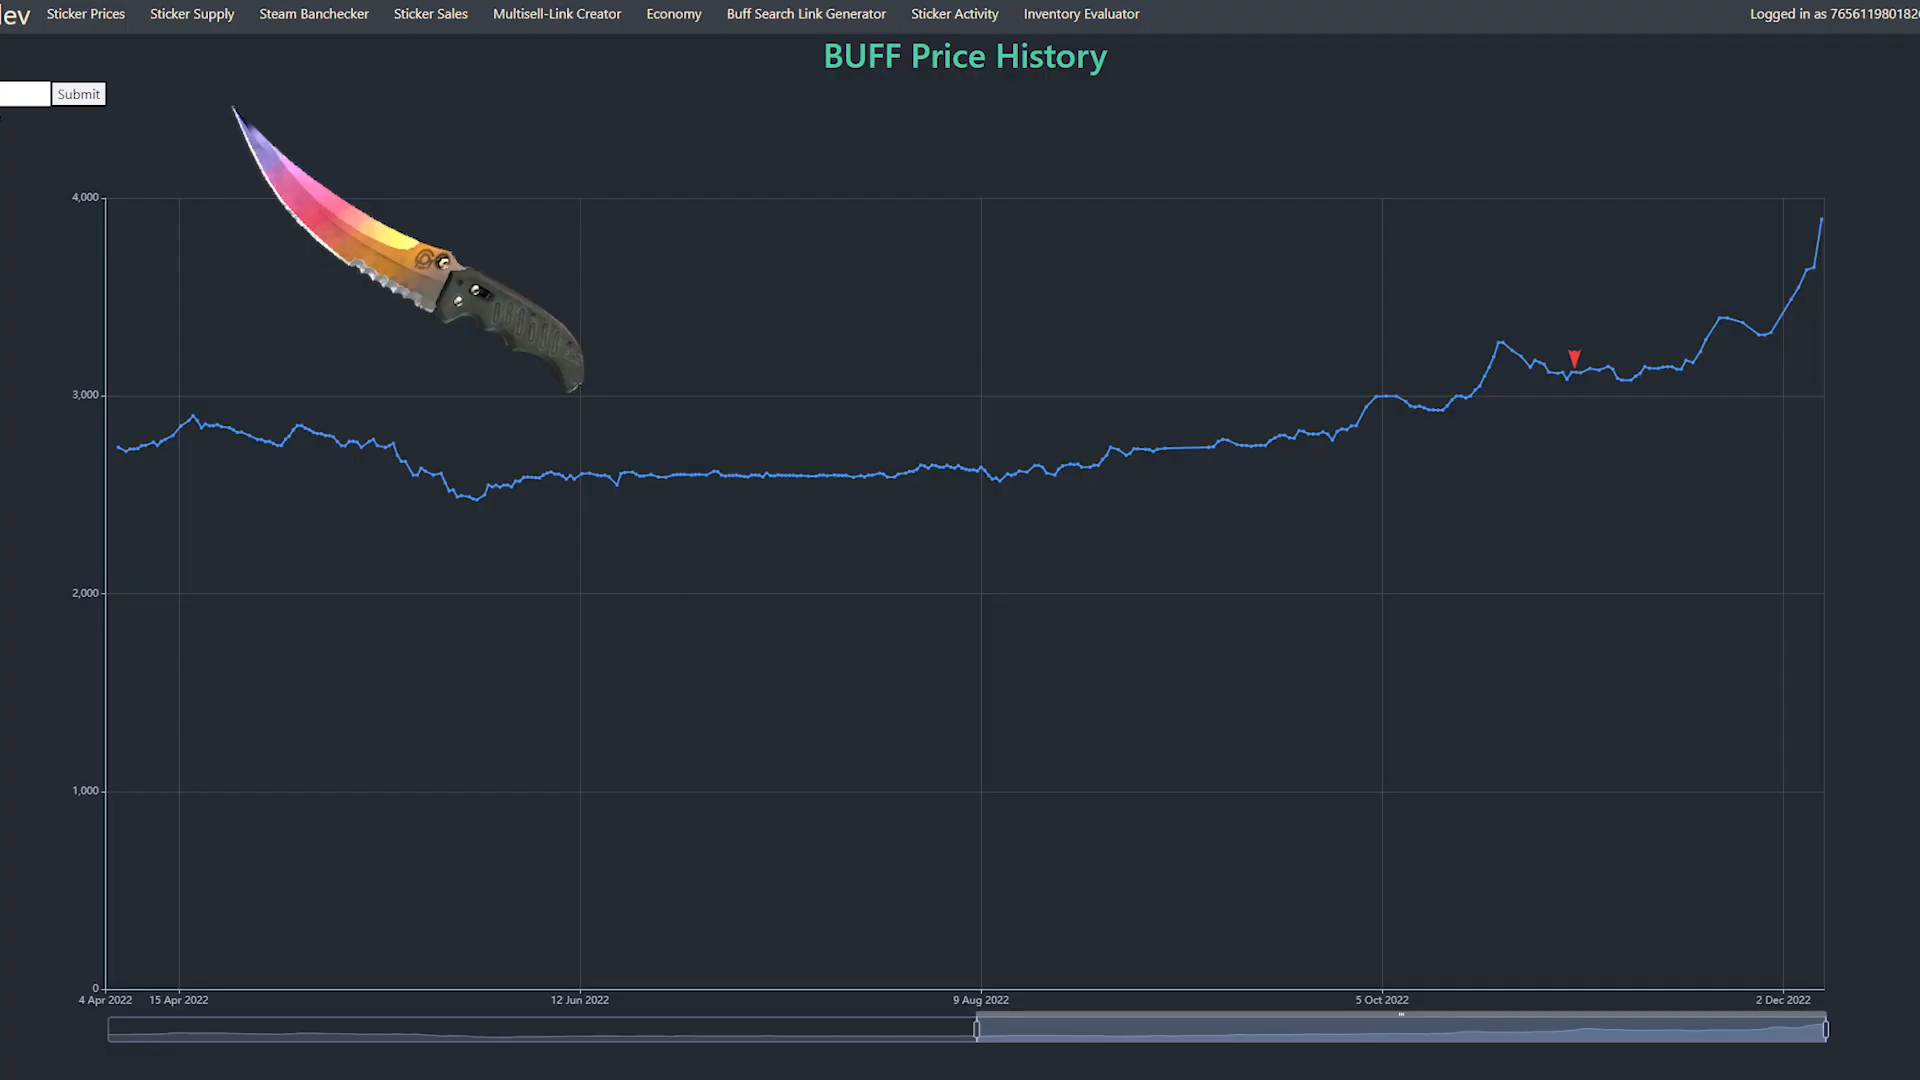 lev Sticker Prices Sticker Supply Steam Banchecker Sticker Sales Multisell-Link Creator Economy Buff Search Link Generator Sticker Activity Inventory Evaluator Logged in as 7656119801820
BUFF Price History
Submit
4,000
3,000
2,000
1,000
0
4 Apr 2022 15 Apr 2022 12 Jun 2022 9 Aug 2022 5 Oct 2022 2 Dec 2022